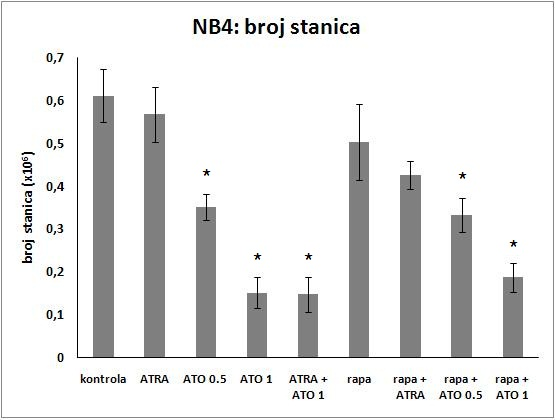 NB4: broj stanica
broj stanica (x10⁶)
0,7
0,6
0,5
0,4
0,3
0,2
0,1
0
* * * * *
kontrola ATRA ATO 0.5 ATO 1 ATRA + ATO 1 rapa rapa + ATRA rapa + ATO 0.5 rapa + ATO 1